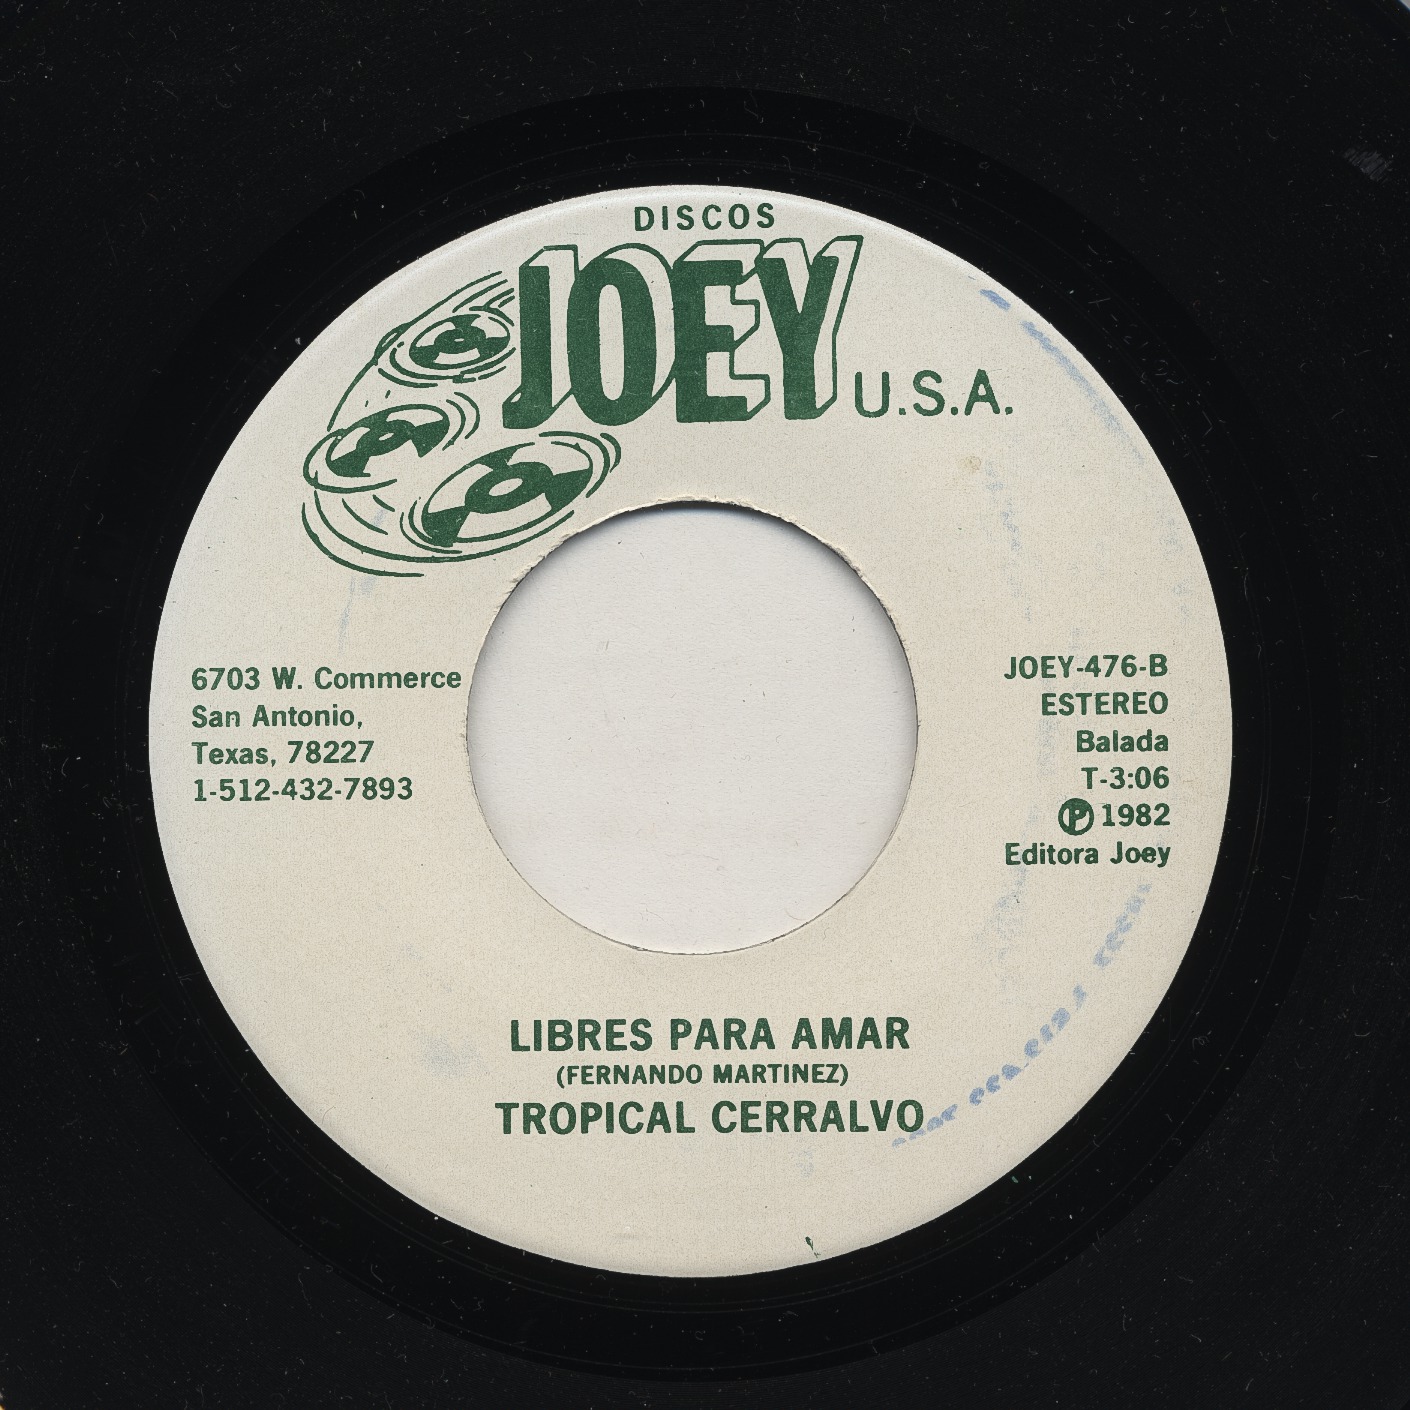 DISCOS
JOEY U.S.A.
6703 W. Commerce
San Antonio,
Texas, 78227
1-512-432-7893
JOEY-476-B
ESTEREO
Balada
T-3:06
Ⓟ 1982
Editora Joey
LIBRES PARA AMAR
(FERNANDO MARTINEZ)
TROPICAL CERRALVO